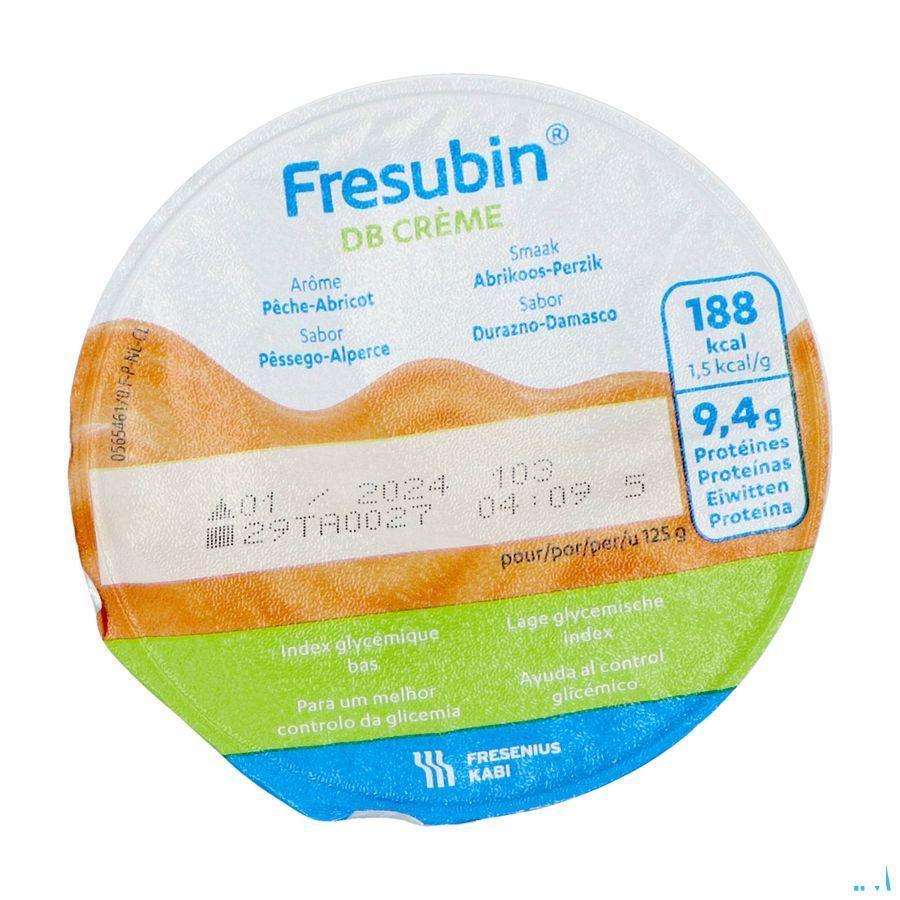 Fresubin®
DB CRÈME
Arôme
Pêche-Abricot
Smaak
Abrikoos-Perzik
Sabor
Pêssego-Alperce
Sabor
Durazno-Damasco
188
kcal
1,5 kcal/g
9,4 g
Protéines
Proteínas
Eiwitten
Proteína
01 / 2024 103
29TA0027 04:09 5
pour/por/per/u 125 g
Index glycémique
bas
Lage glycemische
index
Para um melhor
controlo da glicemia
Ayuda al control
glicémico
FRESENIUS
KABI